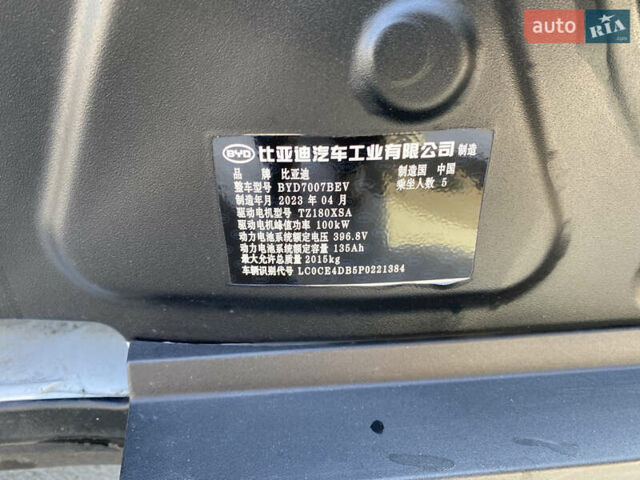 auto RIA .com
BYD 比亚迪汽车工业有限公司 制造
品 牌 比亚迪 制造国 中国
整车型号 BYD7007BEV 乘坐人数 5
制造年月 2023 年 04 月
驱动电机型号 TZ180XSA
驱动电机峰值功率 100kW
动力电池系统额定电压 396.8V
动力电池系统额定容量 135Ah
最大允许总质量 2015kg
车辆识别代号 LC0CE4DB5P0221384